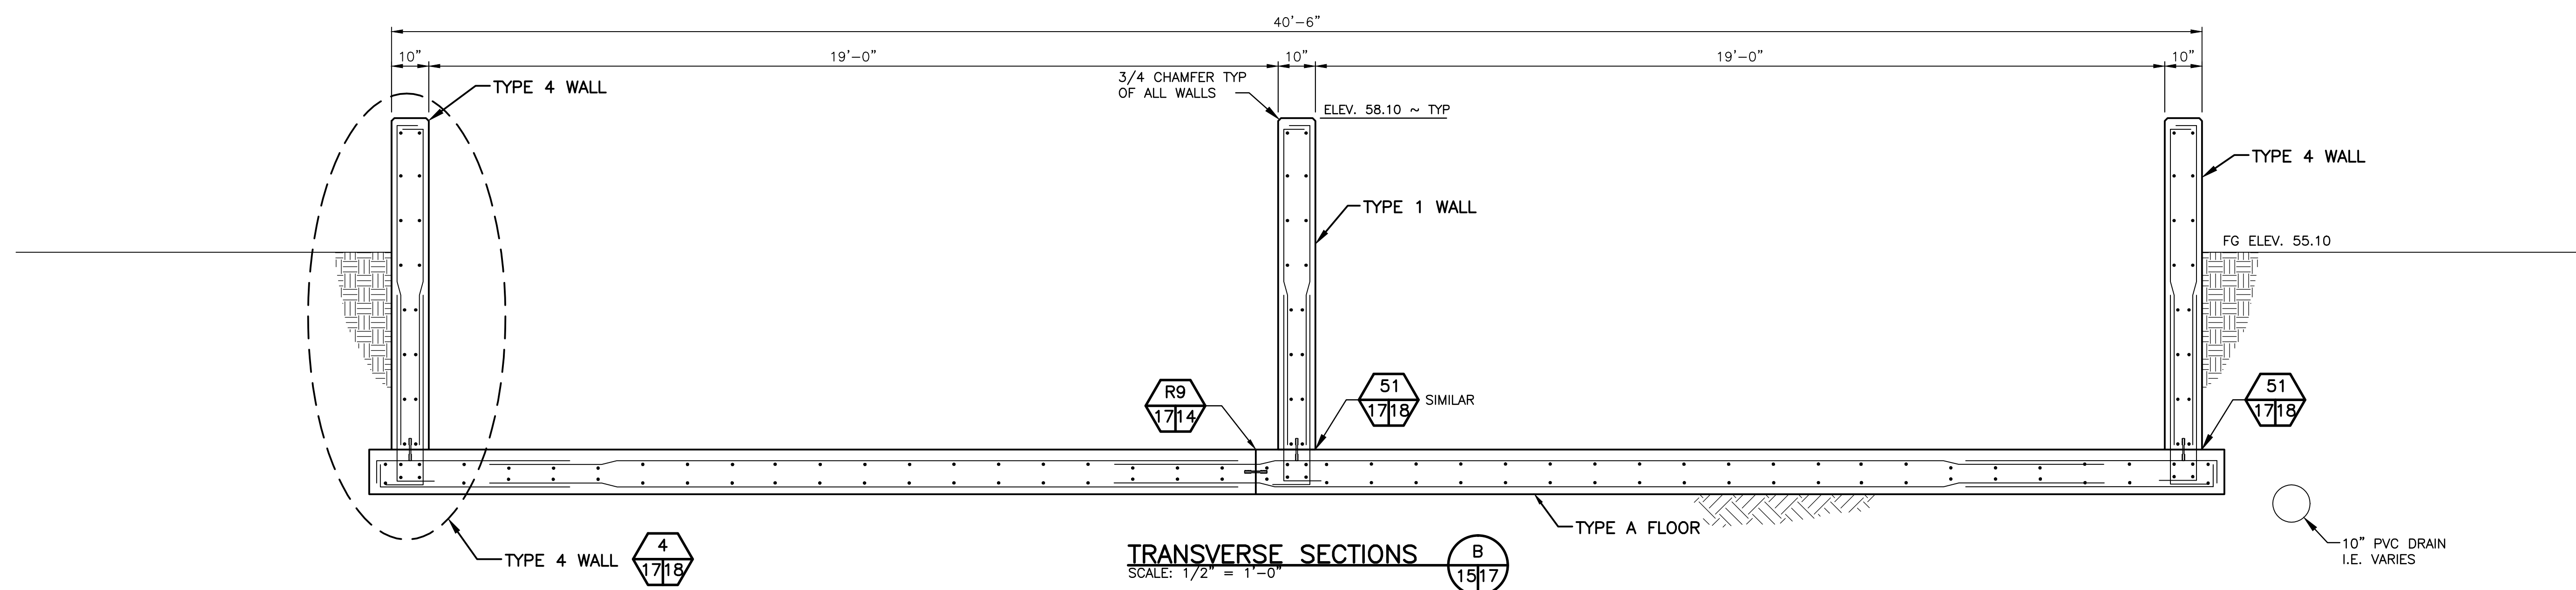 40'-6"
10"
19'-0"
10"
19'-0"
10"
3/4 CHAMFER TYP
OF ALL WALLS
TYPE 4 WALL
ELEV. 58.10 ~ TYP
TYPE 4 WALL
TYPE 1 WALL
FG ELEV. 55.10
R9
17 14
51
17 18
SIMILAR
51
17 18
TYPE A FLOOR
TYPE 4 WALL
4
17 18
TRANSVERSE SECTIONS
SCALE: 1/2" = 1'-0"
B
15 17
10" PVC DRAIN
I.E. VARIES